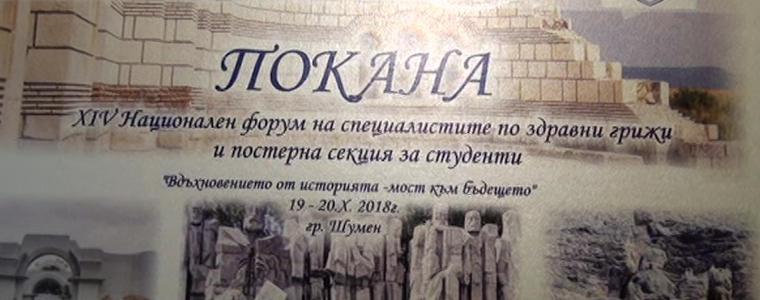 ПОКАНА
XIV Национален форум на специалистите по здравни грижи
и постерна секция за студенти
"Вдъхновението от историята -мост към бъдещето"
19 - 20.X. 2018г.
гр. Шумен